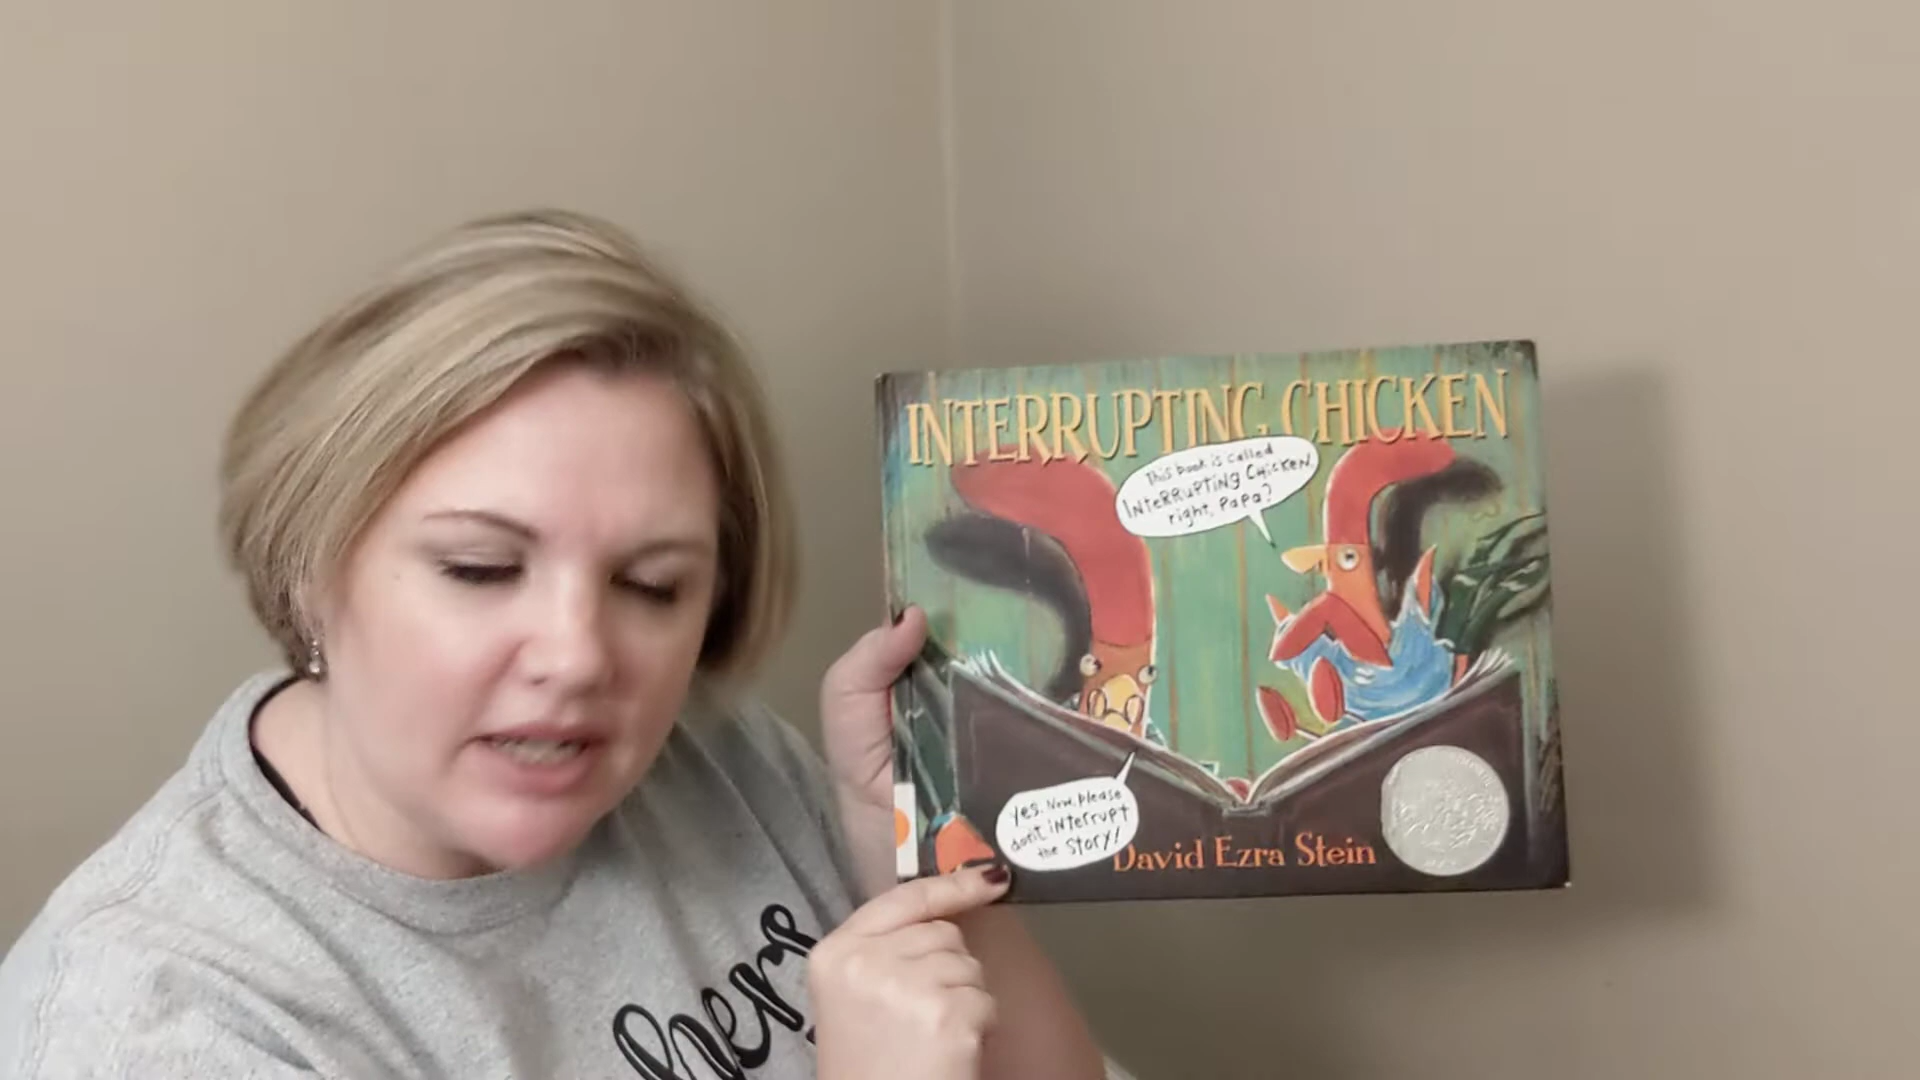 INTERRUPTING CHICKEN
This book is called
INTERRUPTING CHICKEN,
right, Papa?
Yes. Now, please
don't interrupt
the story!
David Ezra Stein